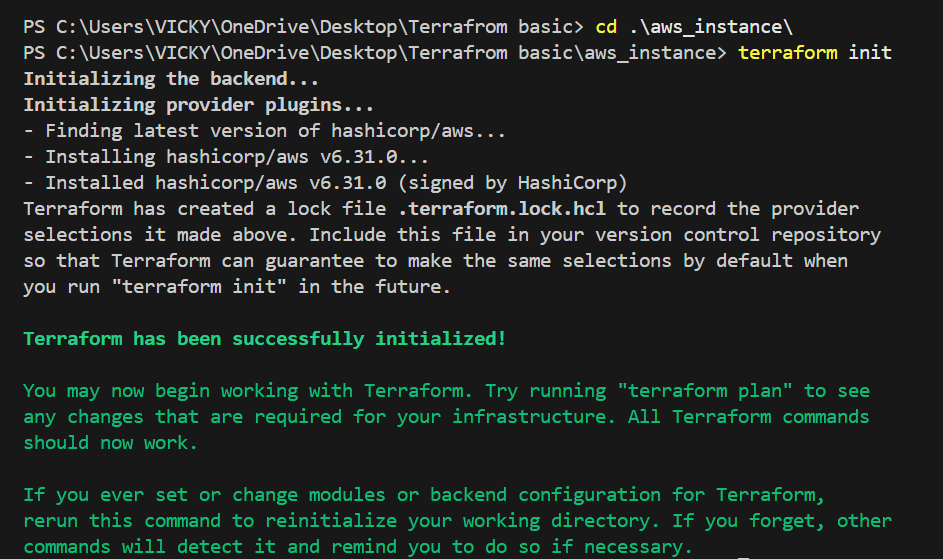 PS C:\Users\VICKY\OneDrive\Desktop\Terrafrom basic> cd .\aws_instance\
PS C:\Users\VICKY\OneDrive\Desktop\Terrafrom basic\aws_instance> terraform init
Initializing the backend...
Initializing provider plugins...
- Finding latest version of hashicorp/aws...
- Installing hashicorp/aws v6.31.0...
- Installed hashicorp/aws v6.31.0 (signed by HashiCorp)
Terraform has created a lock file .terraform.lock.hcl to record the provider
selections it made above. Include this file in your version control repository
so that Terraform can guarantee to make the same selections by default when
you run "terraform init" in the future.
Terraform has been successfully initialized!
You may now begin working with Terraform. Try running "terraform plan" to see
any changes that are required for your infrastructure. All Terraform commands
should now work.
If you ever set or change modules or backend configuration for Terraform,
rerun this command to reinitialize your working directory. If you forget, other
commands will detect it and remind you to do so if necessary.